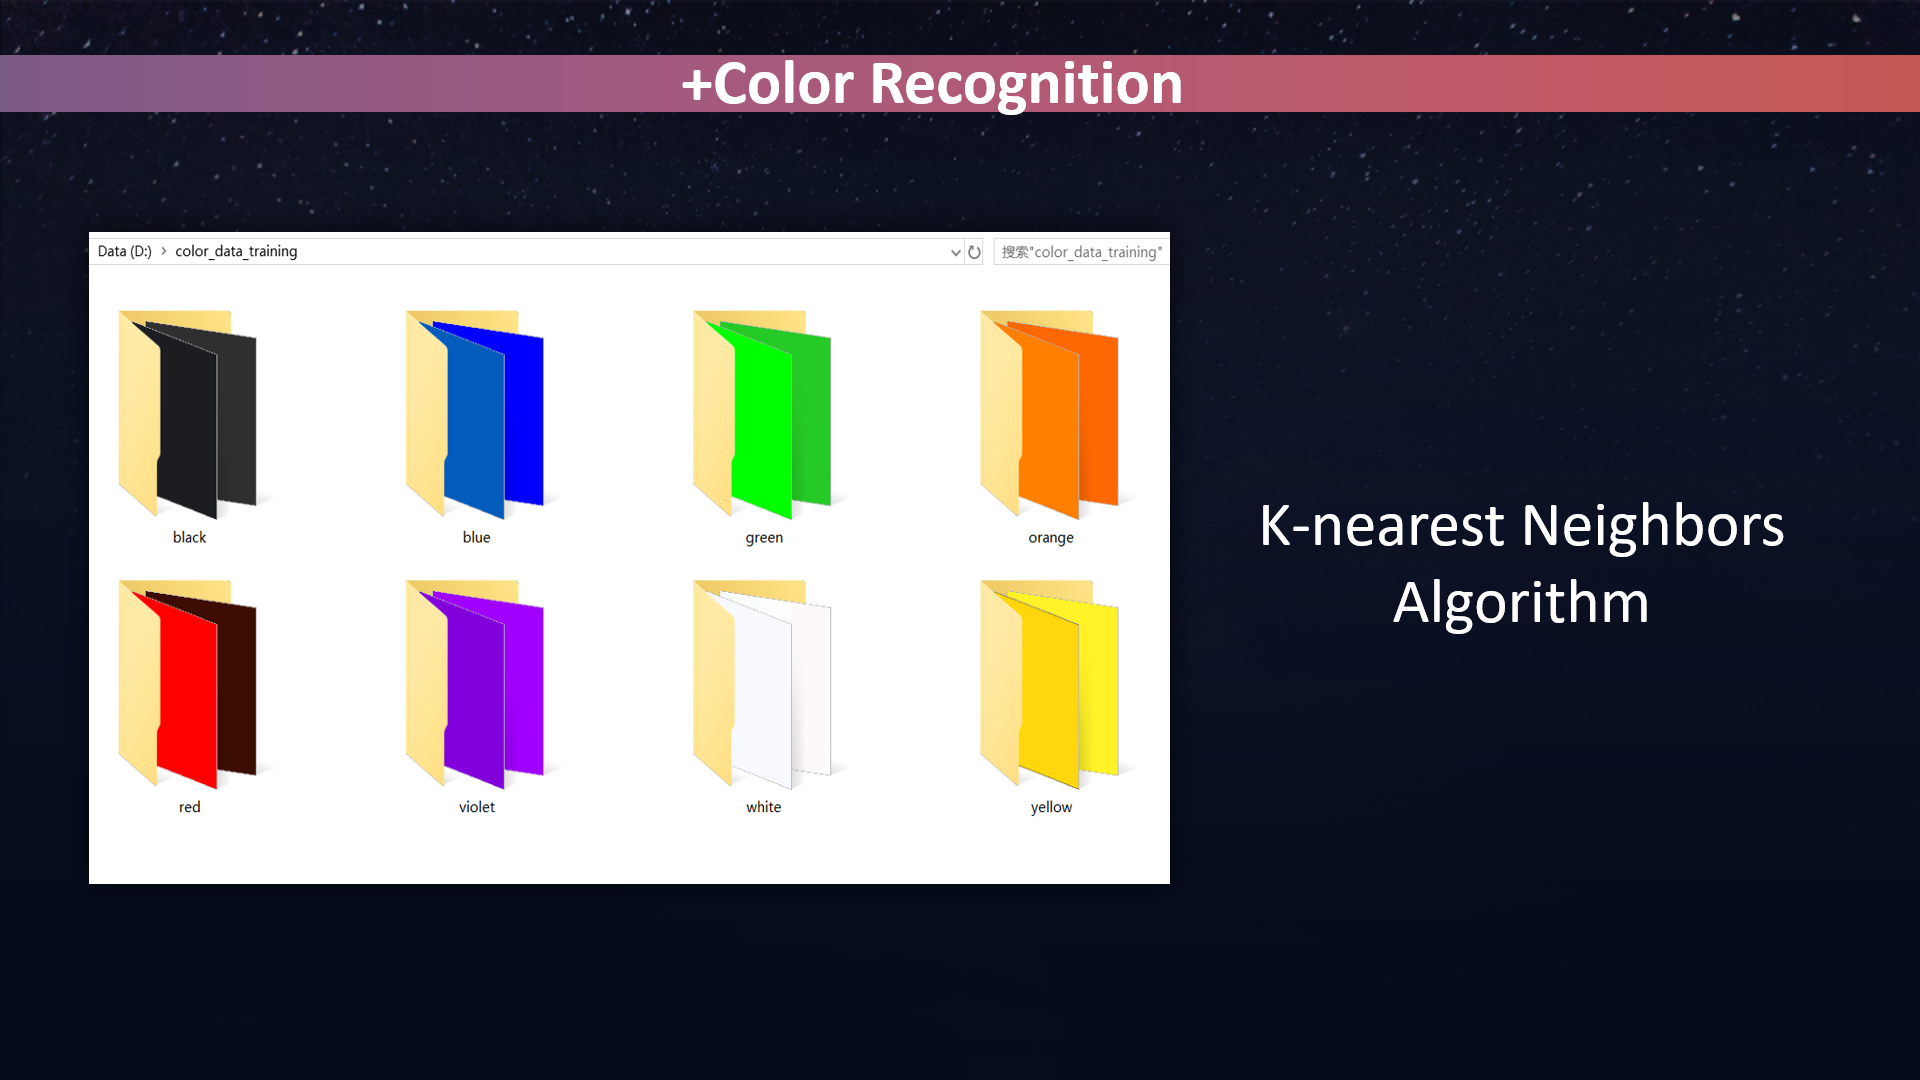 +Color Recognition
Data (D:) > color_data_training
搜索"color_data_training"
black
blue
green
orange
red
violet
white
yellow
K-nearest Neighbors
Algorithm